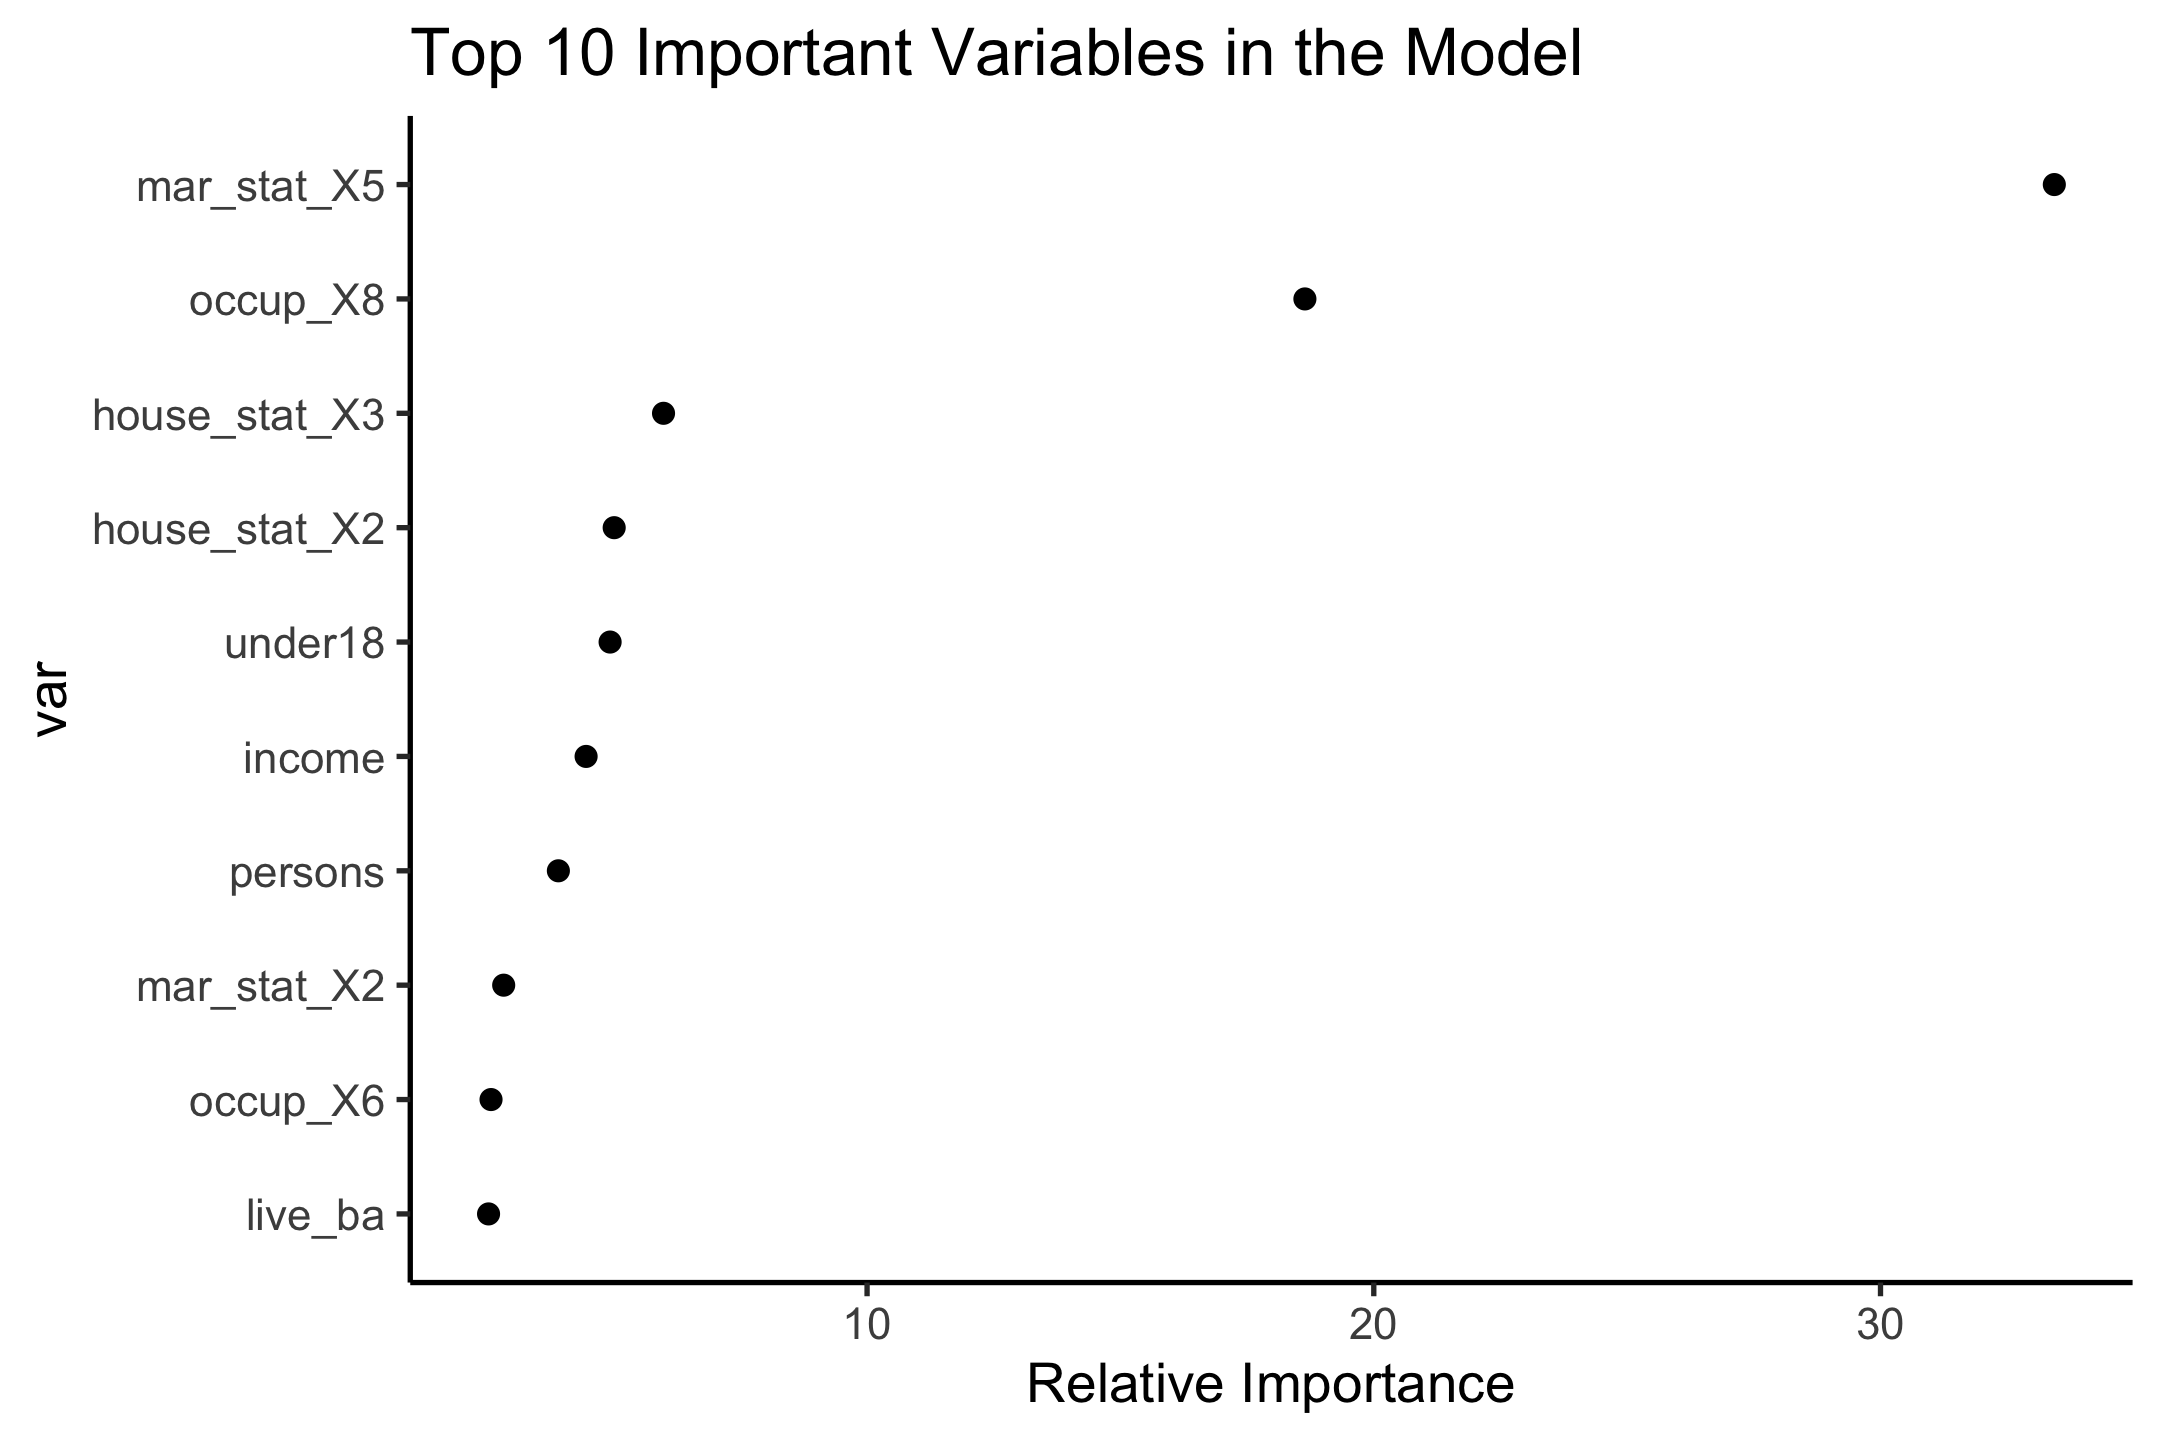 Top 10 Important Variables in the Model
mar_stat_X5
occup_X8
house_stat_X3
house_stat_X2
under18
income
persons
mar_stat_X2
occup_X6
live_ba
var
10 20 30
Relative Importance